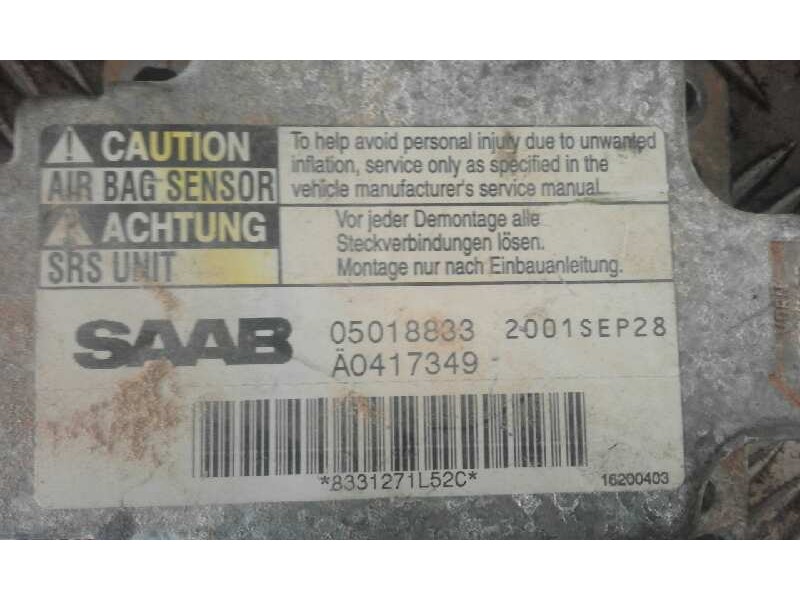 CAUTION
AIR BAG SENSOR
To help avoid personal injury due to unwanted
inflation, service only as specified in the
vehicle manufacturer's service manual.
ACHTUNG
SRS UNIT
Vor jeder Demontage alle
Steckverbindungen lösen.
Montage nur nach Einbauanleitung.
SAAB
05018833 2001SEP28
Ä0417349
*8331271L52C*
16200403